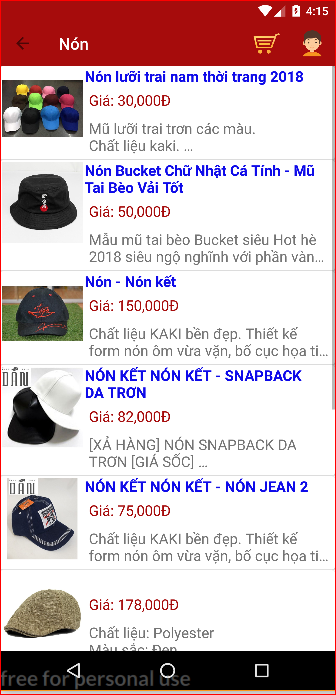 4:15
Nón
Nón lưỡi trai nam thời trang 2018
Giá: 30,000Đ
Mũ lưỡi trai trơn các màu.
Chất liệu kaki. ...
Nón Bucket Chữ Nhật Cá Tính - Mũ
Tai Bèo Vải Tốt
Giá: 50,000Đ
Mẫu mũ tai bèo Bucket siêu Hot hè
2018 siêu ngộ nghĩnh với phần vàn...
Nón - Nón kết
Giá: 150,000Đ
Chất liệu KAKI bền đẹp. Thiết kế
form nón ôm vừa vặn, bố cục họa ti...
DÂN
NÓN KẾT NÓN KẾT - SNAPBACK
DA TRƠN
Giá: 82,000Đ
[XẢ HÀNG] NÓN SNAPBACK DA
TRƠN [GIÁ SỐC] ...
NÓN KẾT NÓN KẾT - NÓN JEAN 2
Giá: 75,000Đ
Chất liệu KAKI bền đẹp. Thiết kế
form nón ôm vừa vặn, bố cục họa ti...
Giá: 178,000Đ
Chất liệu: Polyester
Màu sắc: Đen
free for personal use